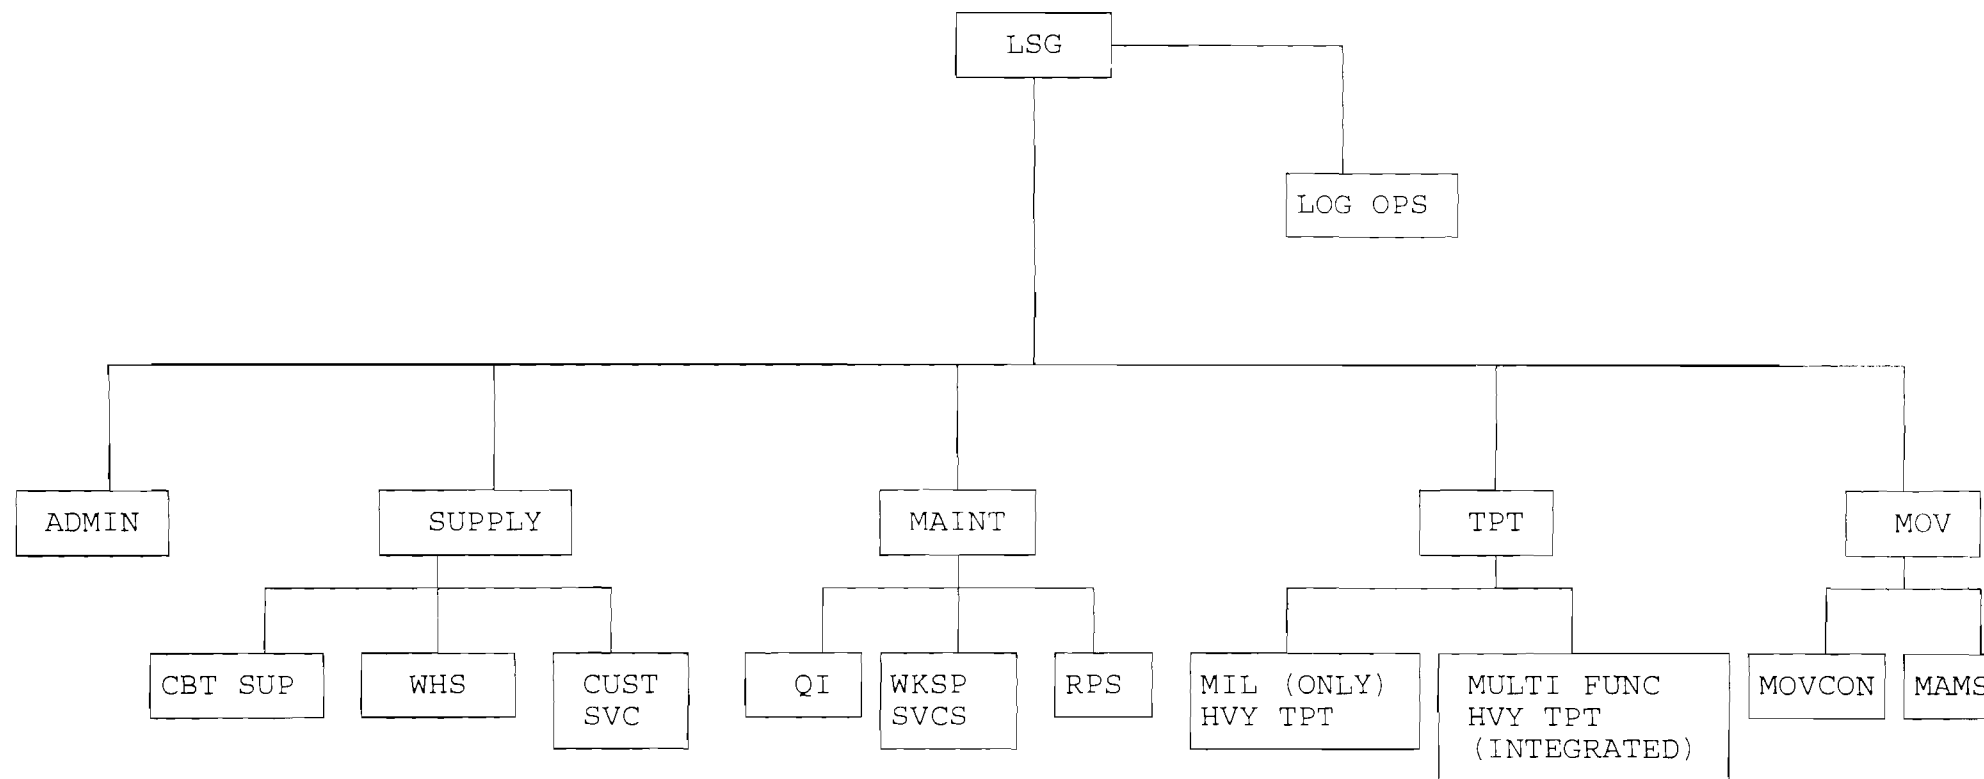 LSG
LOG OPS
ADMIN
SUPPLY
MAINT
TPT
MOV
CBT SUP
WHS
CUST
SVC
QI
WKSP
SVCS
RPS
MIL (ONLY)
HVY TPT
MULTI FUNC
HVY TPT
(INTEGRATED)
MOVCON
MAMS